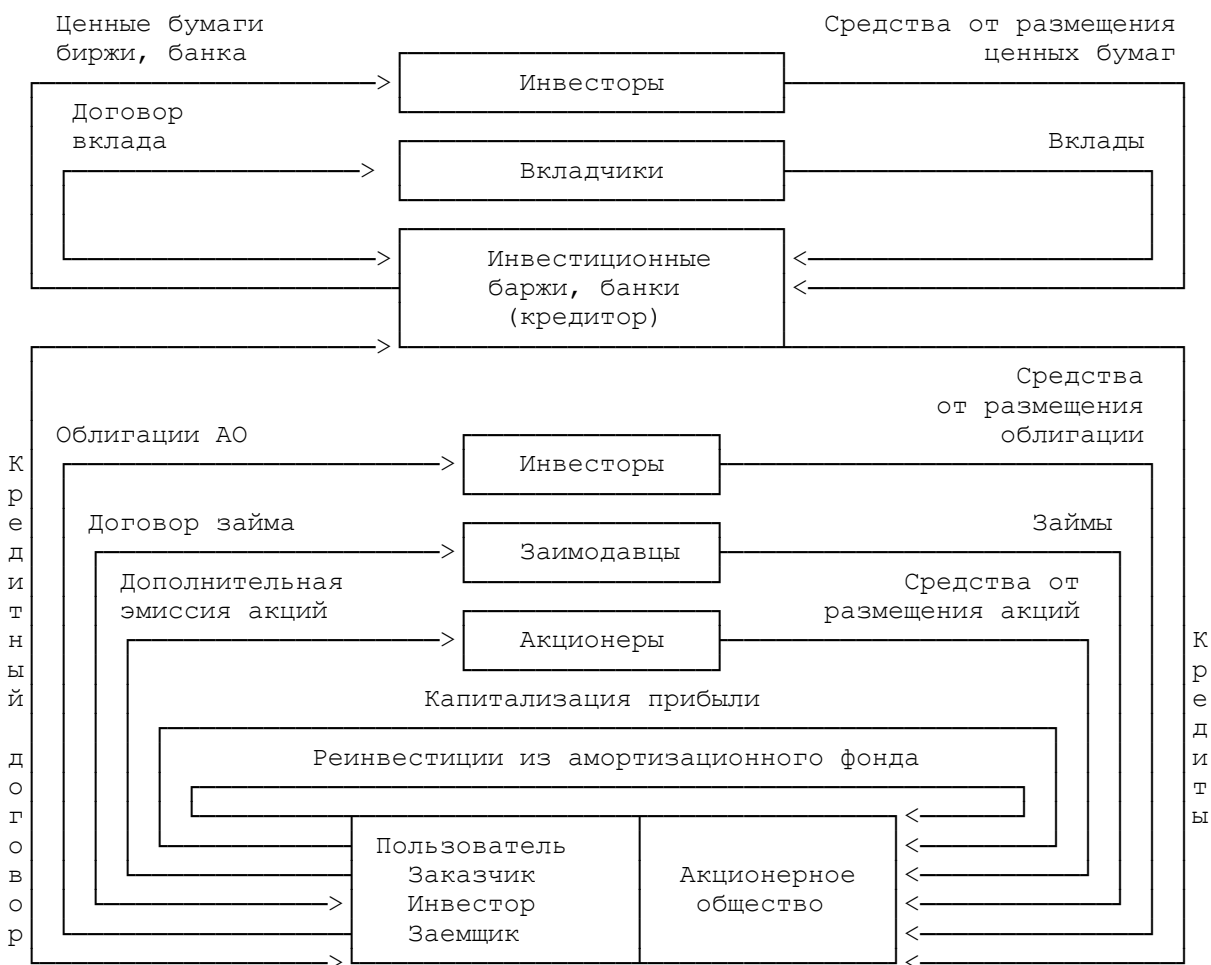 Ценные бумаги
биржи, банка
Средства от размещения
ценных бумаг
Инвесторы
Договор
вклада
Вклады
Вкладчики
Инвестиционные
баржи, банки
(кредитор)
Средства
от размещения
облигации
Облигации АО
Инвесторы
Договор займа
Займы
Заимодавцы
Дополнительная
эмиссия акций
Средства от
размещения акций
Акционеры
Кредитный договор
Кредиты
Капитализация прибыли
Реинвестиции из амортизационного фонда
Пользователь
Заказчик
Инвестор
Заемщик
Акционерное
общество